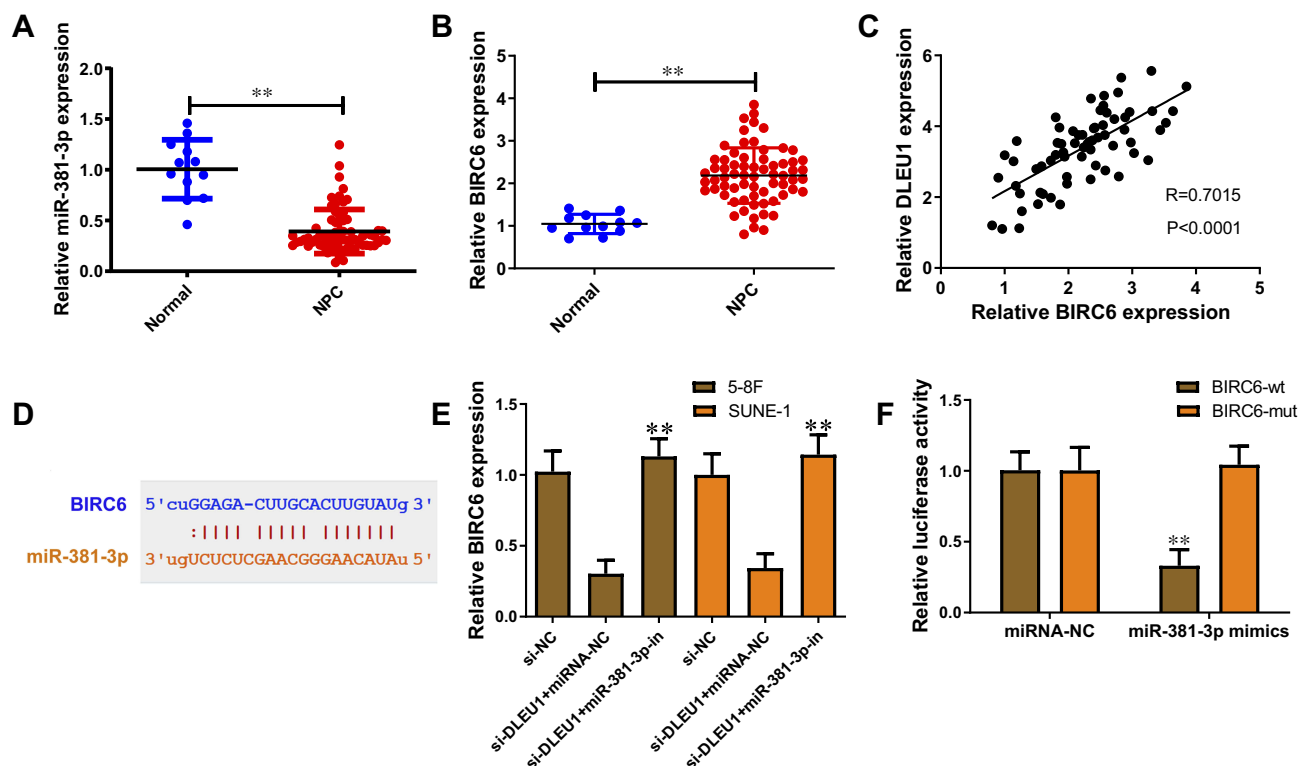 A
Relative miR-381-3p expression
2.0
1.5
1.0
0.5
0.0
**
Normal
NPC
B
Relative BIRC6 expression
5
4
3
2
1
0
**
Normal
NPC
C
DLEU1 expression
6
4
2
0
0 1 2 3 4 5
R=0.7015
P<0.0001
Relative BIRC6 expression
D
BIRC6 5'cuGGAGA-CUUGCACUUGUAUg3'
:|||| ||||| |||||||
miR-381-3p 3'ugUCUCUCGAACGGGAACAUAu5'
E
5-8F
SUNE-1
Relative BIRC6 expression
1.5
1.0
0.5
0.0
**
**
si-NC
si-DLEU1+miRNA-NC
si-DLEU1+miR-381-3p-in
si-NC
si-DLEU1+miRNA-NC
si-DLEU1+miR-381-3p-in
F
BIRC6-wt
BIRC6-mut
Relative luciferase activity
1.5
1.0
0.5
0.0
**
miRNA-NC
miR-381-3p mimics